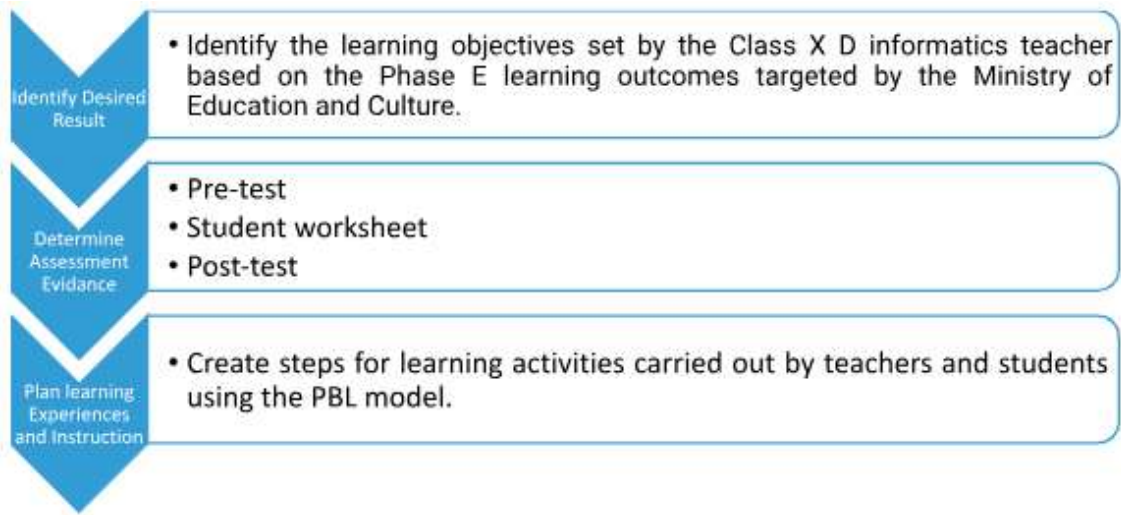 Identify Desired
Result
• Identify the learning objectives set by the Class X D informatics teacher
based on the Phase E learning outcomes targeted by the Ministry of
Education and Culture.
Determine
Assessment
Evidance
• Pre-test
• Student worksheet
• Post-test
Plan learning
Experiences
and Instruction
• Create steps for learning activities carried out by teachers and students
using the PBL model.